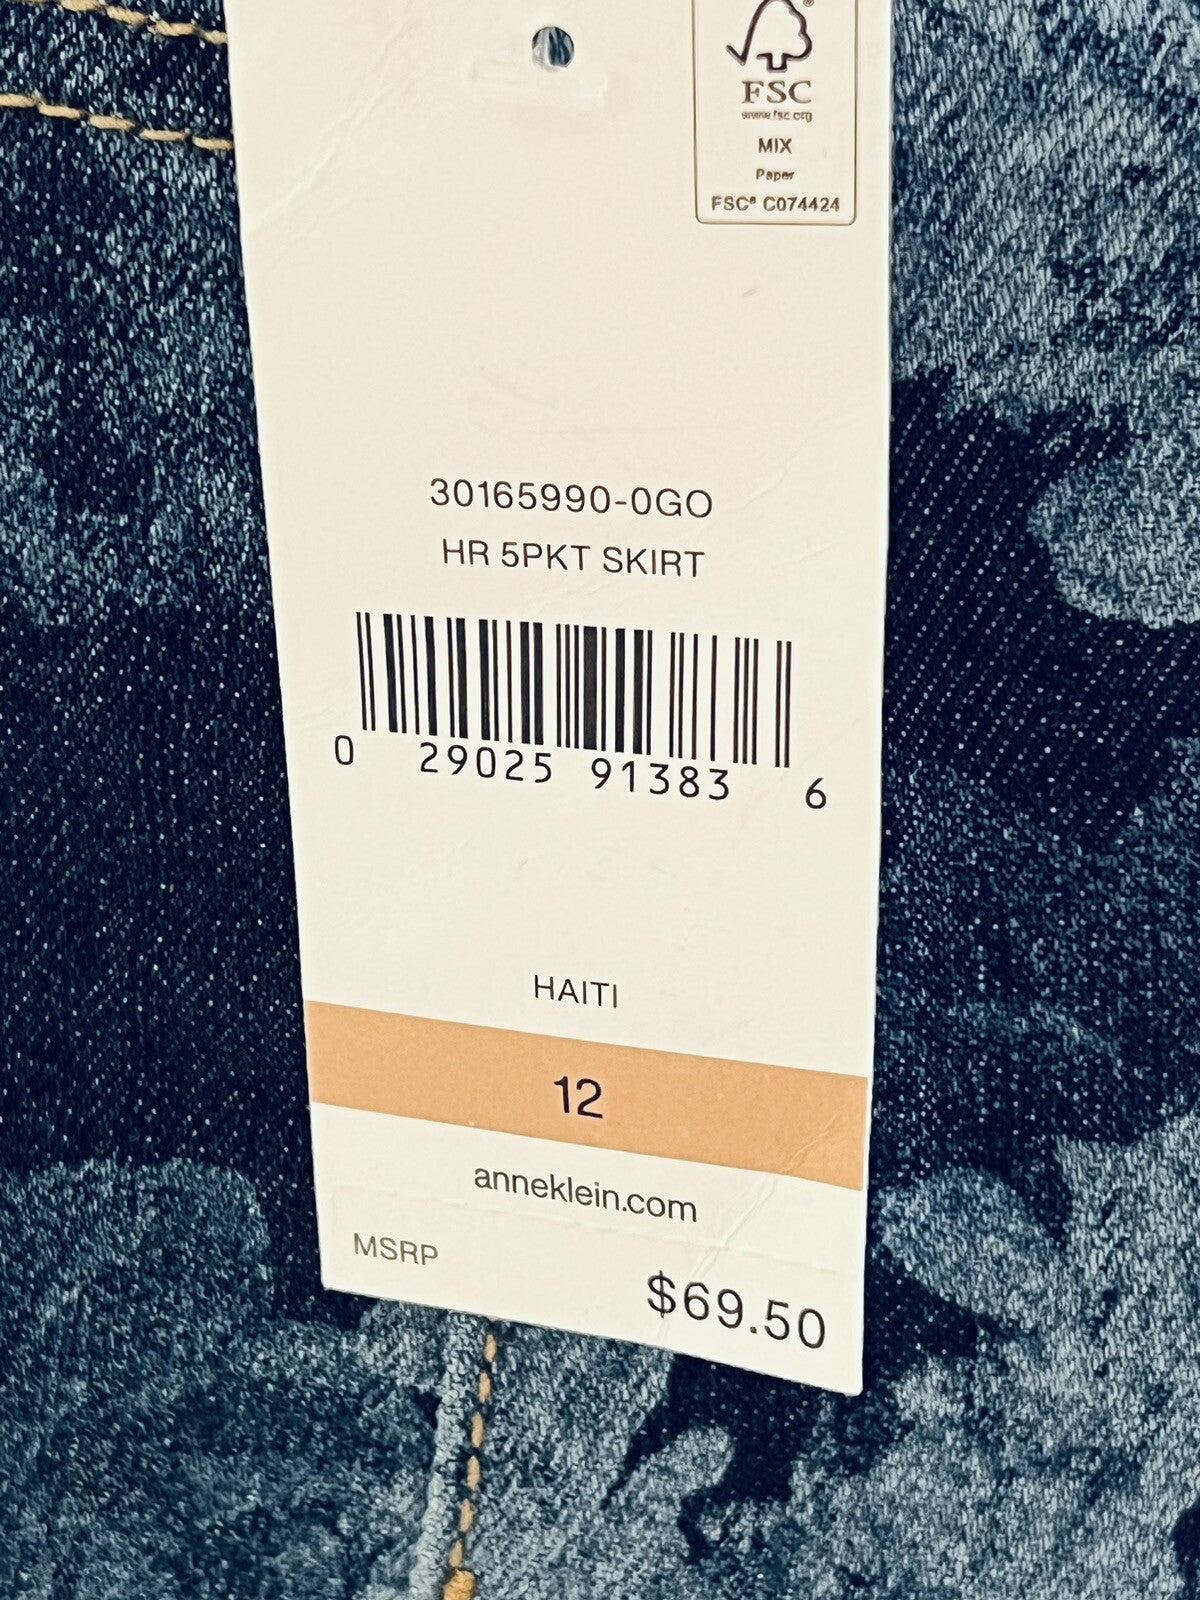 FSC
www.fsc.org
MIX
Paper
FSC® C074424
30165990-0GO
HR 5PKT SKIRT
0 29025 91383 6
HAITI
12
anneklein.com
MSRP
$69.50